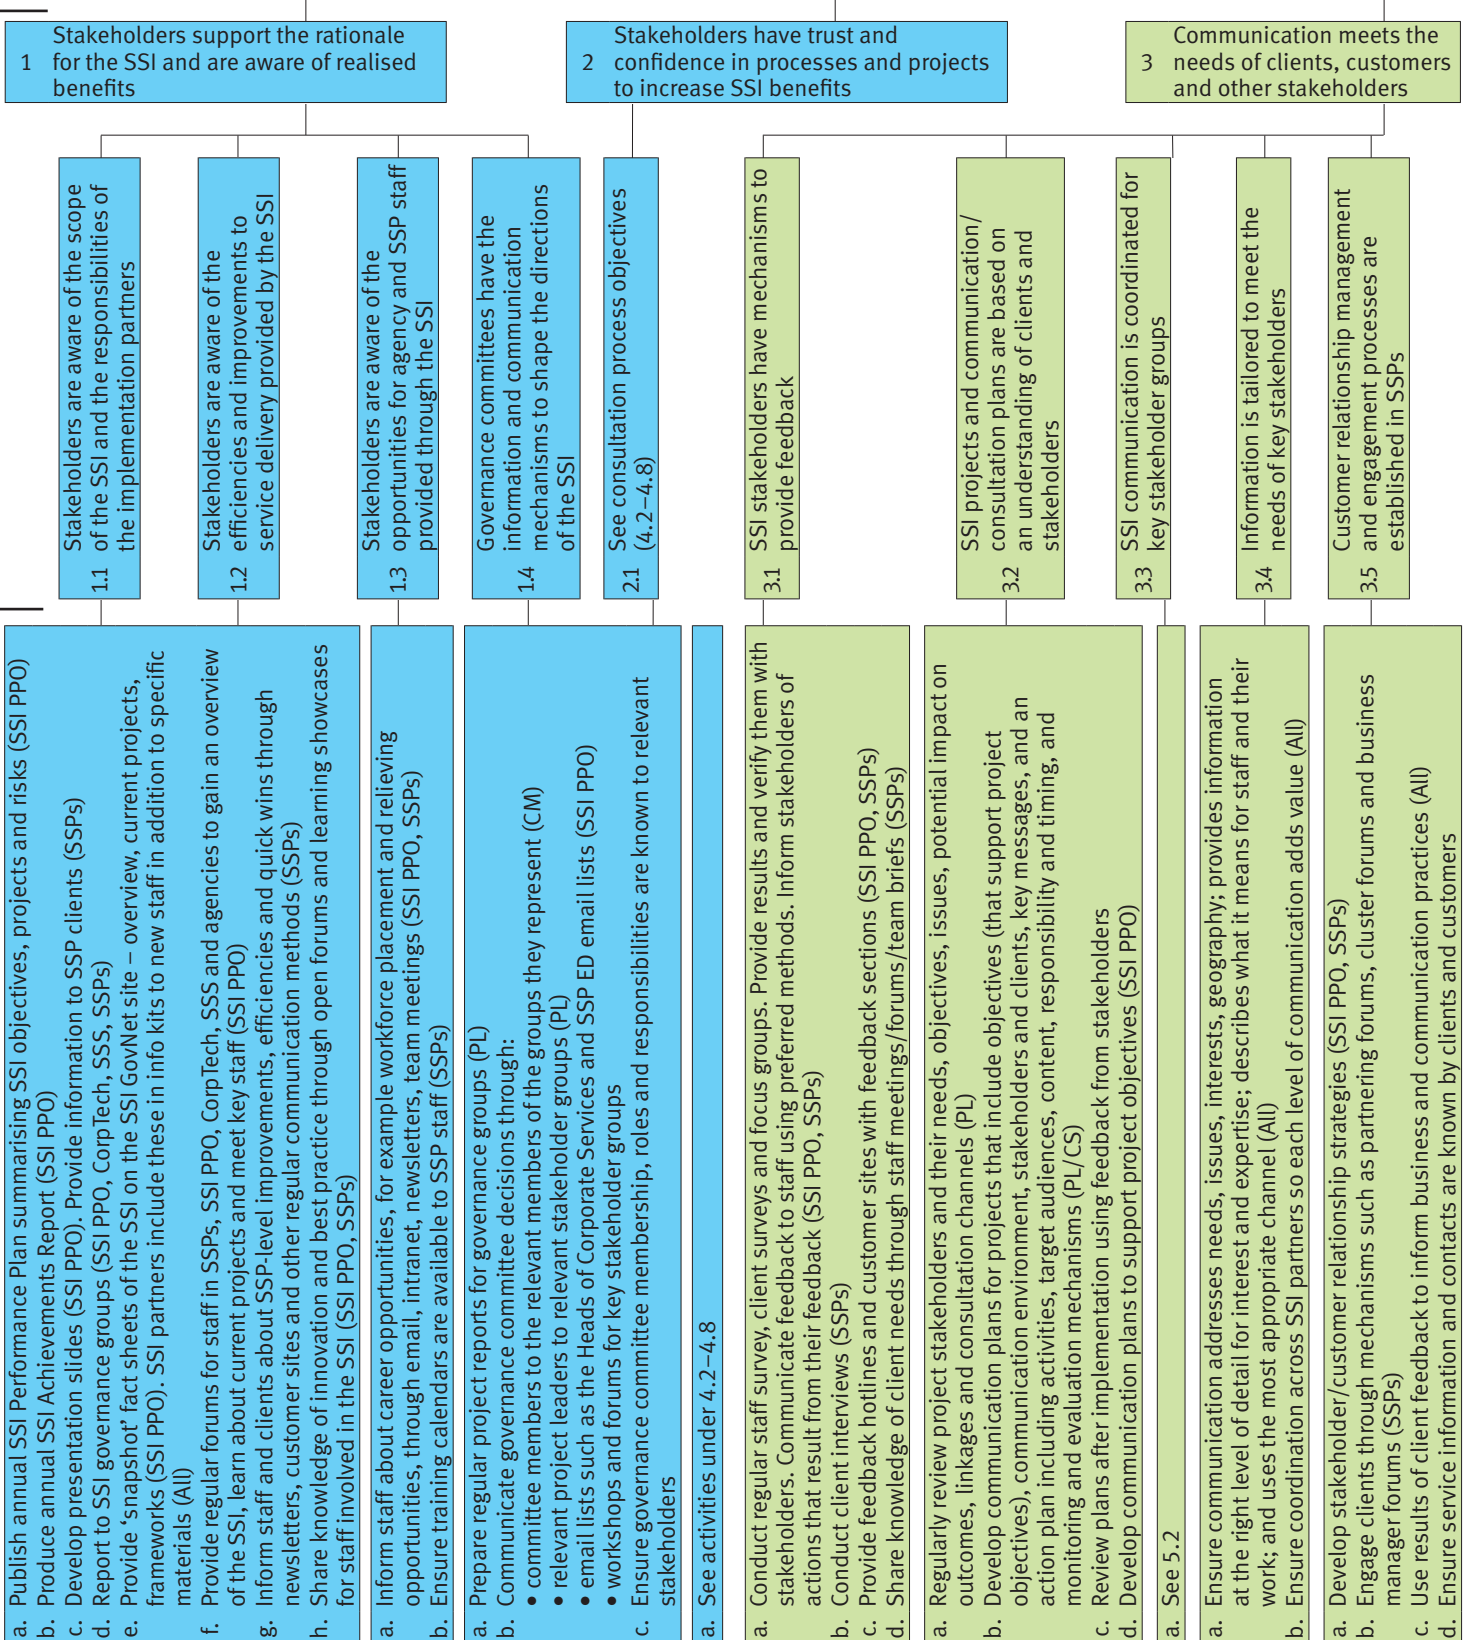 1 Stakeholders support the rationale
for the SSI and are aware of realised
benefits
2 Stakeholders have trust and
confidence in processes and projects
to increase SSI benefits
3 Communication meets the
needs of clients, customers
and other stakeholders
1.1 Stakeholders are aware of the scope
of the SSI and the responsibilities of
the implementation partners
1.2 Stakeholders are aware of the
efficiencies and improvements to
service delivery provided by the SSI
1.3 Stakeholders are aware of the
opportunities for agency and SSP staff
provided through the SSI
1.4 Governance committees have the
information and communication
mechanisms to shape the directions
of the SSI
2.1 See consultation process objectives
(4.2–4.8)
3.1 SSI stakeholders have mechanisms to
provide feedback
3.2 SSI projects and communication/
consultation plans are based on
an understanding of clients and
stakeholders
3.3 SSI communication is coordinated for
key stakeholder groups
3.4 Information is tailored to meet the
needs of key stakeholders
3.5 Customer relationship management
and engagement processes are
established in SSPs
a. Publish annual SSI Performance Plan summarising SSI objectives, projects and risks (SSI PPO)
b. Produce annual SSI Achievements Report (SSI PPO)
c. Develop presentation slides (SSI PPO). Provide information to SSP clients (SSPs)
d. Report to SSI governance groups (SSI PPO, CorpTech, SSS, SSPs)
e. Provide ‘snapshot’ fact sheets of the SSI on the SSI GovNet site – overview, current projects,
frameworks (SSI PPO). SSI partners include these in info kits to new staff in addition to specific
materials (All)
f. Provide regular forums for staff in SSPs, SSI PPO, CorpTech, SSS and agencies to gain an overview
of the SSI, learn about current projects and meet key staff (SSI PPO)
g. Inform staff and clients about SSP-level improvements, efficiencies and quick wins through
newsletters, customer sites and other regular communication methods (SSPs)
h. Share knowledge of innovation and best practice through open forums and learning showcases
for staff involved in the SSI (SSI PPO, SSPs)
a. Inform staff about career opportunities, for example workforce placement and relieving
opportunities, through email, intranet, newsletters, team meetings (SSI PPO, SSPs)
b. Ensure training calendars are available to SSP staff (SSPs)
a. Prepare regular project reports for governance groups (PL)
b. Communicate governance committee decisions through:
• committee members to the relevant members of the groups they represent (CM)
• relevant project leaders to relevant stakeholder groups (PL)
• email lists such as the Heads of Corporate Services and SSP ED email lists (SSI PPO)
• workshops and forums for key stakeholder groups
c. Ensure governance committee membership, roles and responsibilities are known to relevant
stakeholders
a. See activities under 4.2–4.8
a. Conduct regular staff survey, client surveys and focus groups. Provide results and verify them with
stakeholders. Communicate feedback to staff using preferred methods. Inform stakeholders of
actions that result from their feedback (SSI PPO, SSPs)
b. Conduct client interviews (SSPs)
c. Provide feedback hotlines and customer sites with feedback sections (SSI PPO, SSPs)
d. Share knowledge of client needs through staff meetings/forums/team briefs (SSPs)
a. Regularly review project stakeholders and their needs, objectives, issues, potential impact on
outcomes, linkages and consultation channels (PL)
b. Develop communication plans for projects that include objectives (that support project
objectives), communication environment, stakeholders and clients, key messages, and an
action plan including activities, target audiences, content, responsibility and timing, and
monitoring and evaluation mechanisms (PL/CS)
c. Review plans after implementation using feedback from stakeholders
d. Develop communication plans to support project objectives (SSI PPO)
a. See 5.2
a. Ensure communication addresses needs, issues, interests, geography; provides information
at the right level of detail for interest and expertise; describes what it means for staff and their
work; and uses the most appropriate channel (All)
b. Ensure coordination across SSI partners so each level of communication adds value (All)
a. Develop stakeholder/customer relationship strategies (SSI PPO, SSPs)
b. Engage clients through mechanisms such as partnering forums, cluster forums and business
manager forums (SSPs)
c. Use results of client feedback to inform business and communication practices (All)
d. Ensure service information and contacts are known by clients and customers